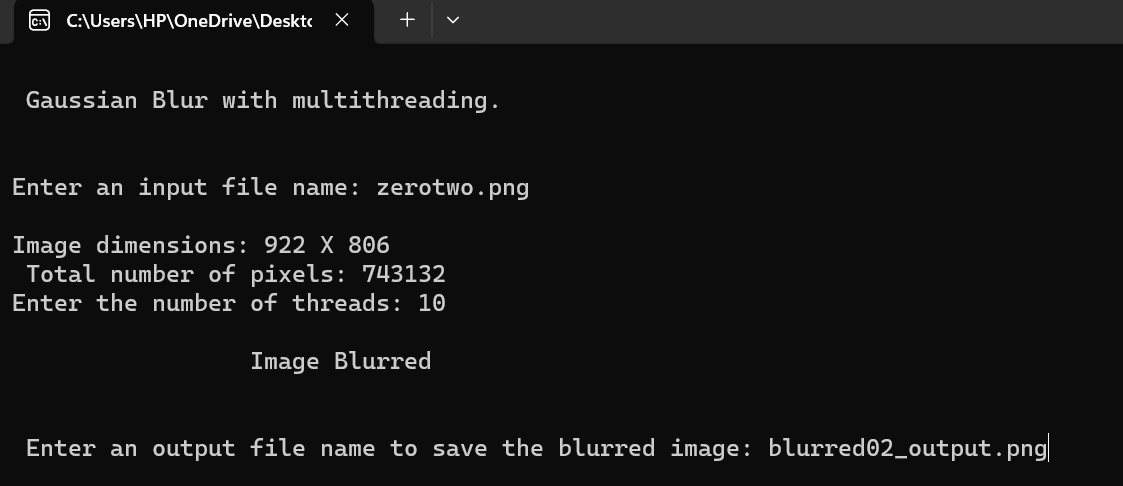 C:\Users\HP\OneDrive\Deskto
Gaussian Blur with multithreading.
Enter an input file name: zerotwo.png
Image dimensions: 922 X 806
Total number of pixels: 743132
Enter the number of threads: 10
Image Blurred
Enter an output file name to save the blurred image: blurred02_output.png